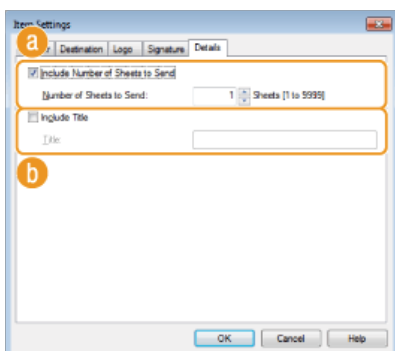 Item Settings
a
Destination Logo Signature Details
Include Number of Sheets to Send
Number of Sheets to Send: 1 Sheets [1 to 9999]
Include Title
Title:
b
OK Cancel Help